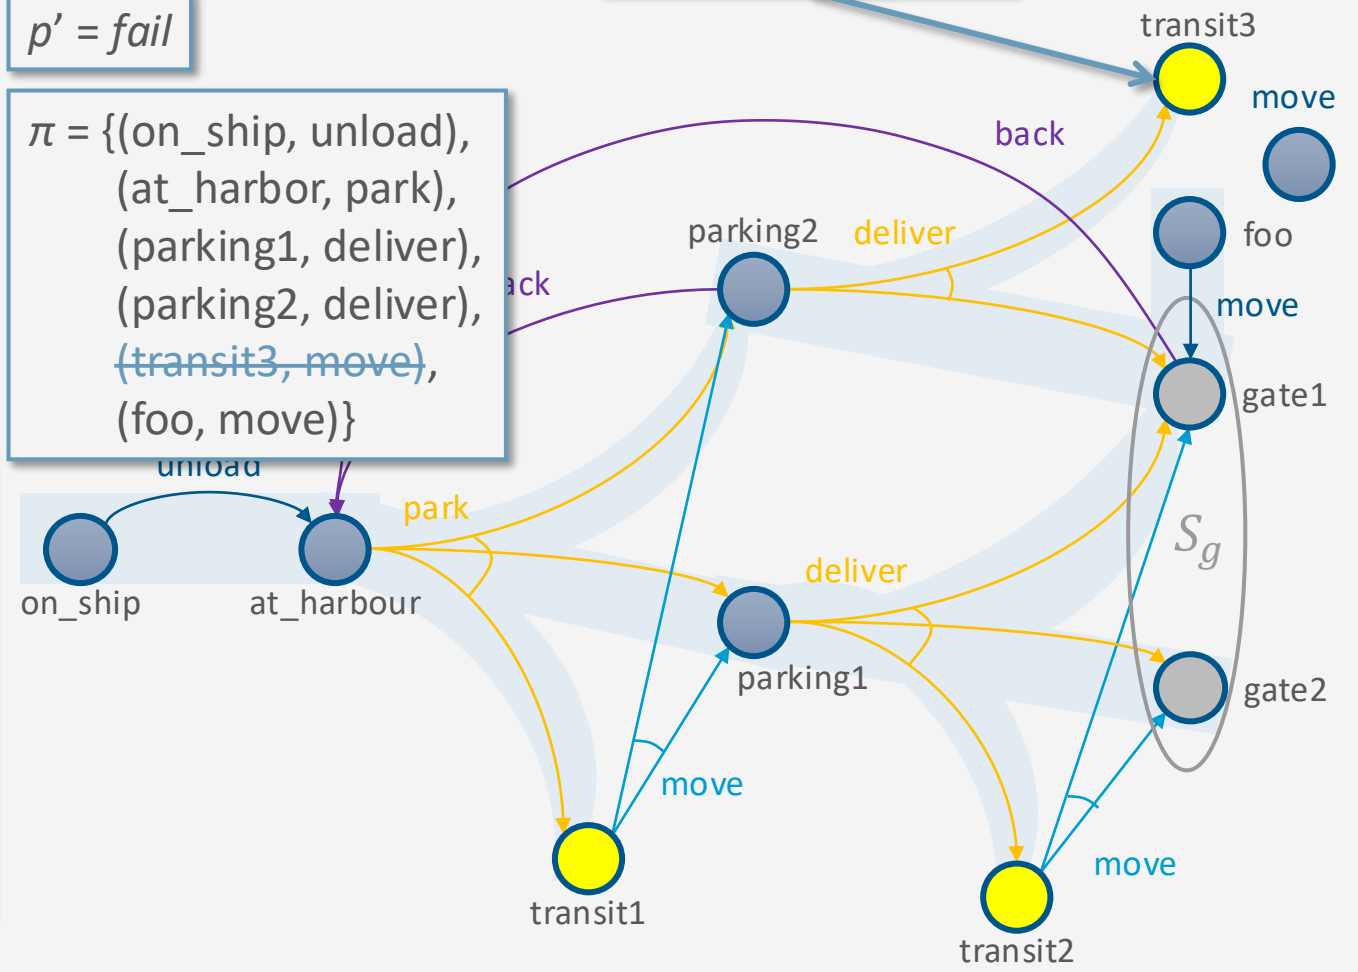 p' = fail
transit3
move
π = {(on_ship, unload),
(at_harbor, park),
(parking1, deliver),
(parking2, deliver),
(transit3, move),
(foo, move)}
back
parking2
deliver
foo
ack
move
gate1
unload
park
S_g
deliver
on_ship
at_harbour
parking1
gate2
move
move
transit1
transit2